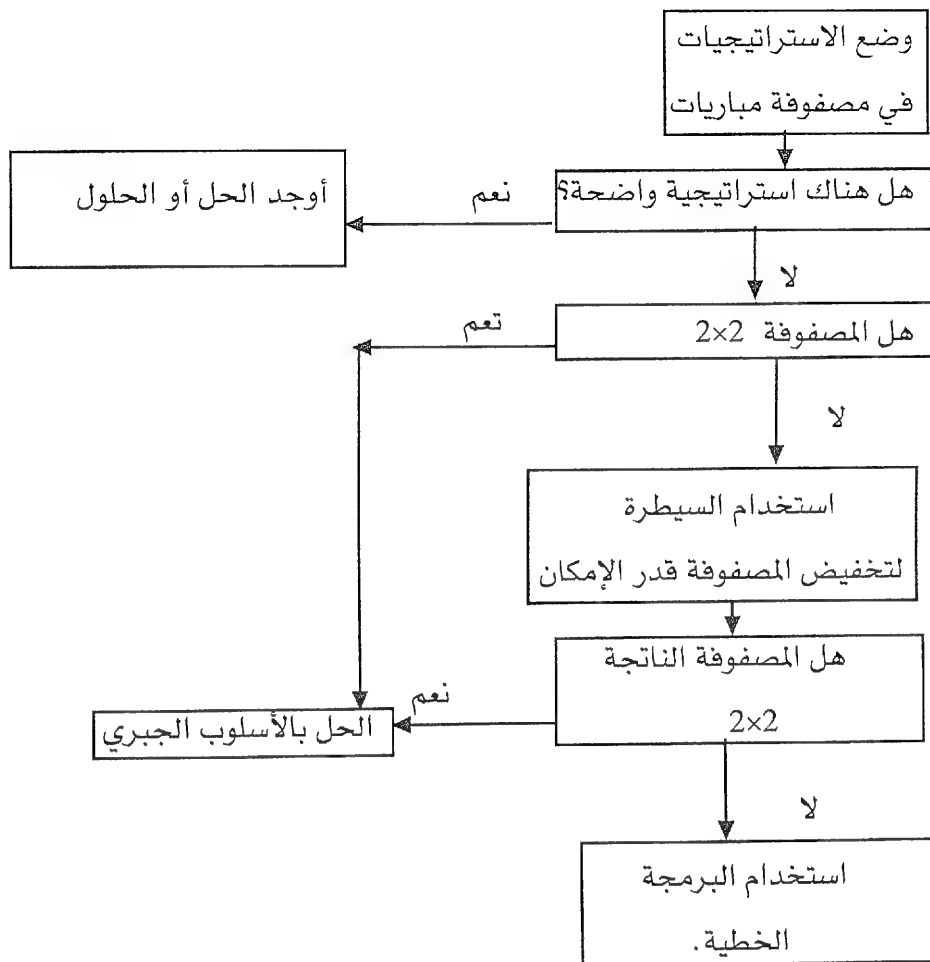 وضع الاستراتيجيات
في مصفوفة مباريات
هل هناك استراتيجية واضحة؟
نعم
أوجد الحل أو الحلول
لا
هل المصفوفة 2×2
تعم
لا
استخدام السيطرة
لتخفيض المصفوفة قدر الإمكان
هل المصفوفة الناتجة
2×2
نعم
الحل بالأسلوب الجبري
لا
استخدام البرمجة
الخطية.